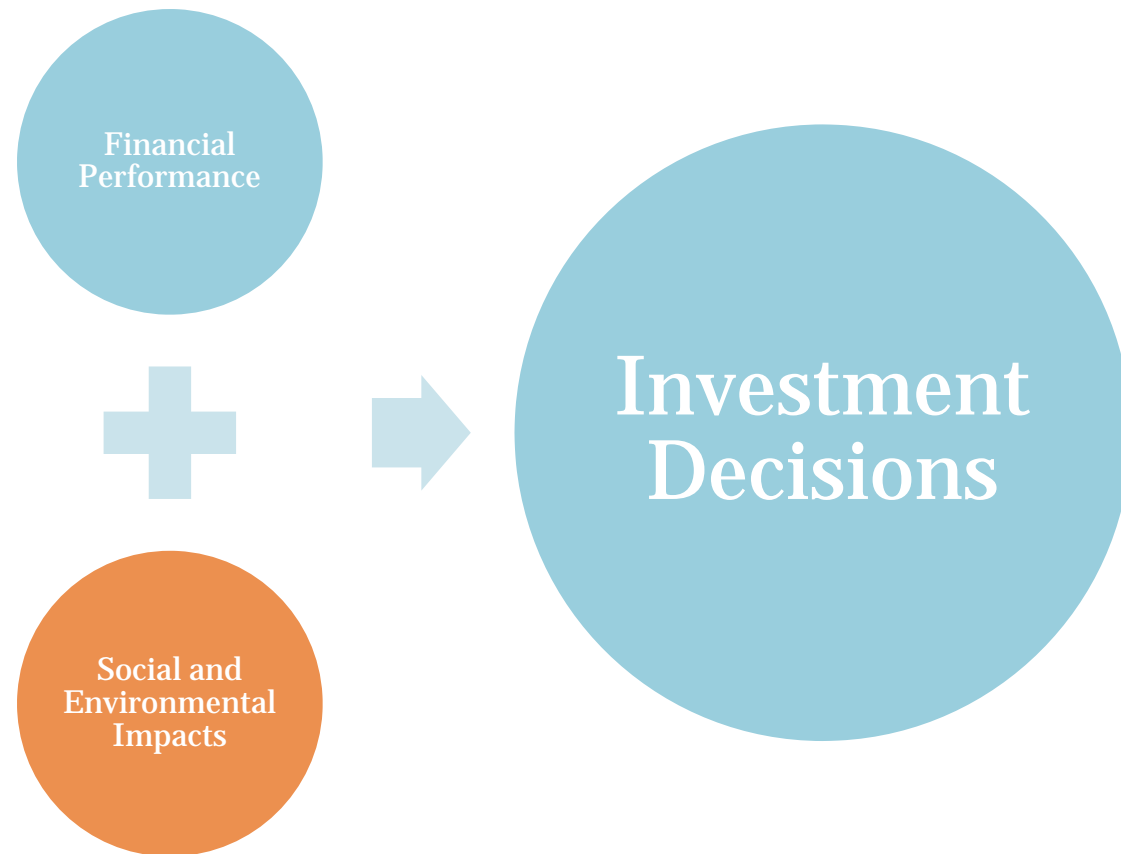 Financial
Performance
Investment
Decisions
Social and
Environmental
Impacts